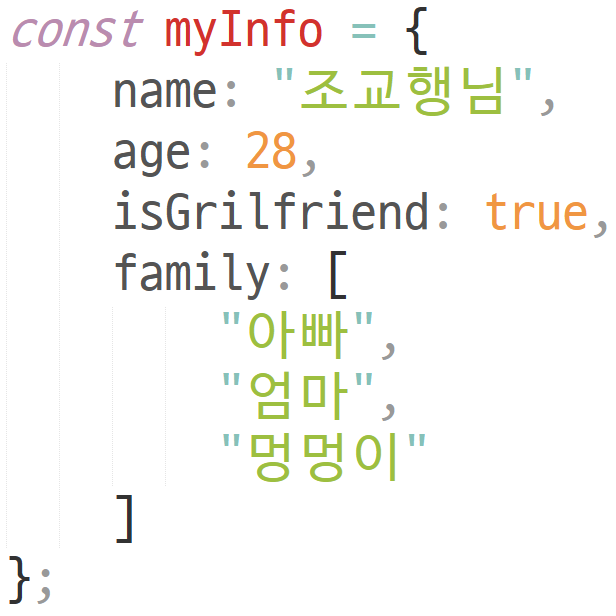 const myInfo = {
    name: "조교행님",
    age: 28,
    isGrilfriend: true,
    family: [
        "아빠",
        "엄마",
        "멍멍이"
    ]
};